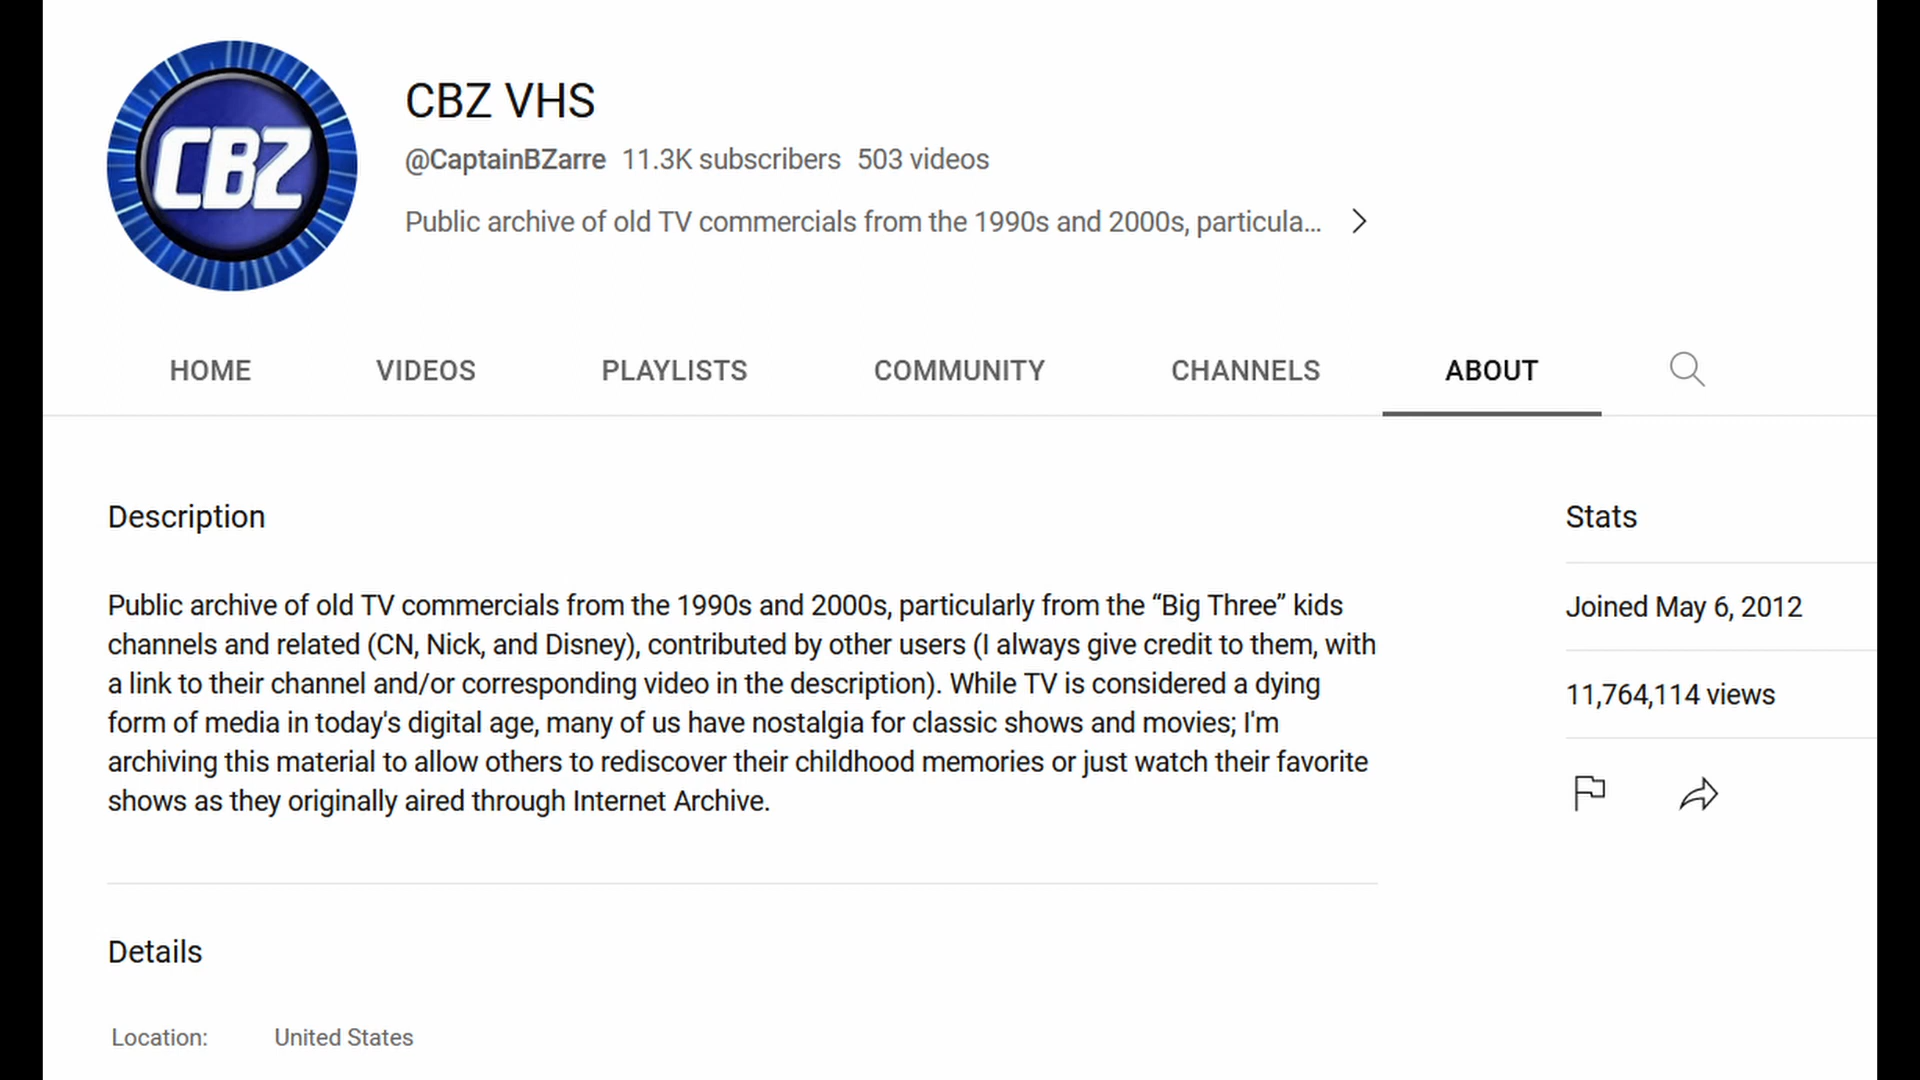 CBZ
CBZ VHS
@CaptainBZarre 11.3K subscribers 503 videos
Public archive of old TV commercials from the 1990s and 2000s, particula...
HOME VIDEOS PLAYLISTS COMMUNITY CHANNELS ABOUT
Description
Public archive of old TV commercials from the 1990s and 2000s, particularly from the “Big Three” kids
channels and related (CN, Nick, and Disney), contributed by other users (I always give credit to them, with
a link to their channel and/or corresponding video in the description). While TV is considered a dying
form of media in today's digital age, many of us have nostalgia for classic shows and movies; I'm
archiving this material to allow others to rediscover their childhood memories or just watch their favorite
shows as they originally aired through Internet Archive.
Stats
Joined May 6, 2012
11,764,114 views
Details
Location: United States